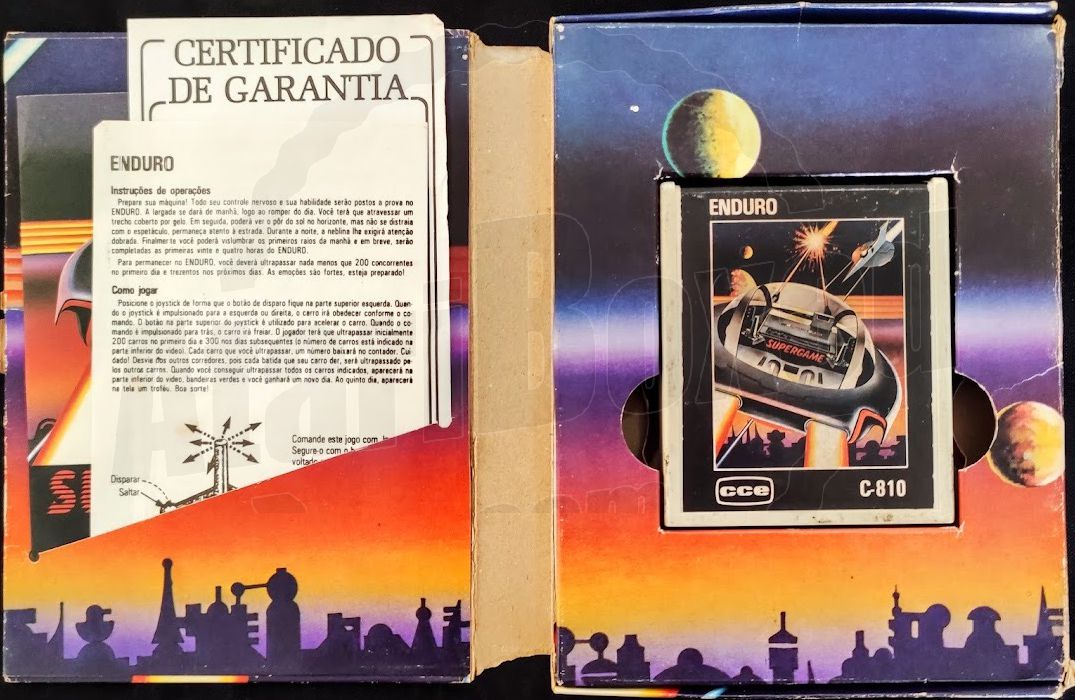 CERTIFICADO
DE GARANTIA
ENDURO
Instruções de operações
Prepare sua máquina! Todo seu controle nervoso e sua habilidade serão postos a prova no
ENDURO. A largada se dará de manhã, logo ao romper do dia. Você terá que atravessar um
trecho coberto por gelo. Em seguida, poderá ver o pôr do sol no horizonte, mas não se distraia
com o espetáculo, permaneça atento à estrada. Durante a noite, a neblina lhe exigirá atenção
dobrada. Finalmente você poderá vislumbrar os primeiros raios da manhã e em breve, serão
completadas as primeiras vinte e quatro horas do ENDURO.
Para permanecer no ENDURO, você deverá ultrapassar nada menos que 200 concorrentes
no primeiro dia e trezentos nos próximos dias. As emoções são fortes, esteja preparado!
Como jogar
Posicione o joystick de forma que o botão de disparo fique na parte superior esquerda. Quan-
do o joystick é impulsionado para a esquerda ou direita, o carro irá obedecer conforme o co-
mando. O botão na parte superior do joystick é utilizado para acelerar o carro. Quando o co-
mando é impulsionado para trás, o carro irá freiar. O jogador terá que ultrapassar inicialmente
200 carros no primeiro dia e 300 nos dias subsequentes (o número de carros está indicado na
parte inferior do video). Cada carro que você ultrapassar, um número baixará no contador. Cui-
dado! Desvie dos outros corredores, pois cada batida que seu carro der, será ultrapassado pe-
los outros carros. Quando você conseguir ultrapassar todos os carros indicados, aparecerá na
parte inferior do video, bandeiras verdes e você ganhará um novo dia. Ao quinto dia, aparecerá
na tela um troféu. Boa sorte!
Comande este jogo com
Segure-o com o
voltado
Disparar
Saltar
ENDURO
SUPERGAME
cce
C-810